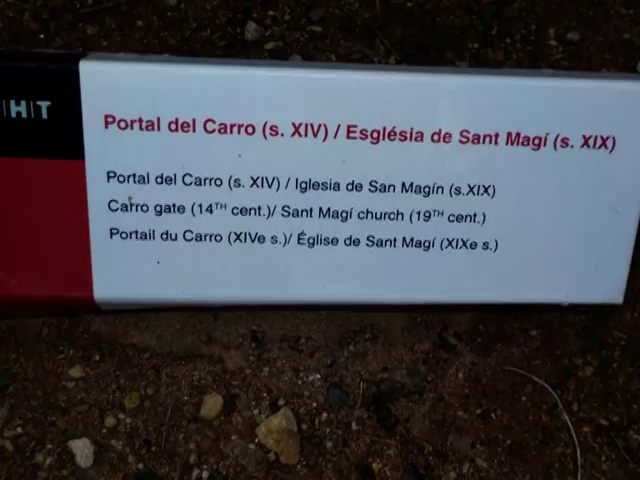 HT
Portal del Carro (s. XIV) / Església de Sant Magí (s. XIX)
Portal del Carro (s. XIV) / Iglesia de San Magín (s.XIX)
Carro gate (14TH cent.)/ Sant Magí church (19TH cent.)
Portail du Carro (XIVe s.)/ Église de Sant Magí (XIXe s.)